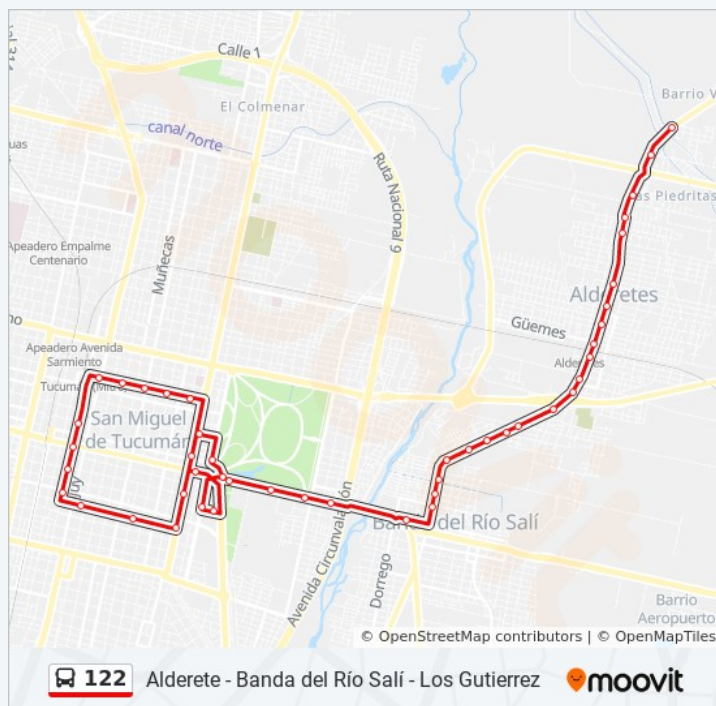 Calle 1
Barrio V
El Colmenar
canal norte
Ruta Nacional 9
Las Piedritas
Apeadero Empalme
Centenario
Muñecas
Alderetes
Güemes
Apeadero Avenida
Sarmiento
Alderetes
San Miguel
de Tucumán
Banda del Río Salí
Avenida Circunvalación
Dorrego
Barrio
Aeropuerto
© OpenStreetMap contributors | © OpenMapTiles
122 Alderete - Banda del Río Salí - Los Gutierrez moovit